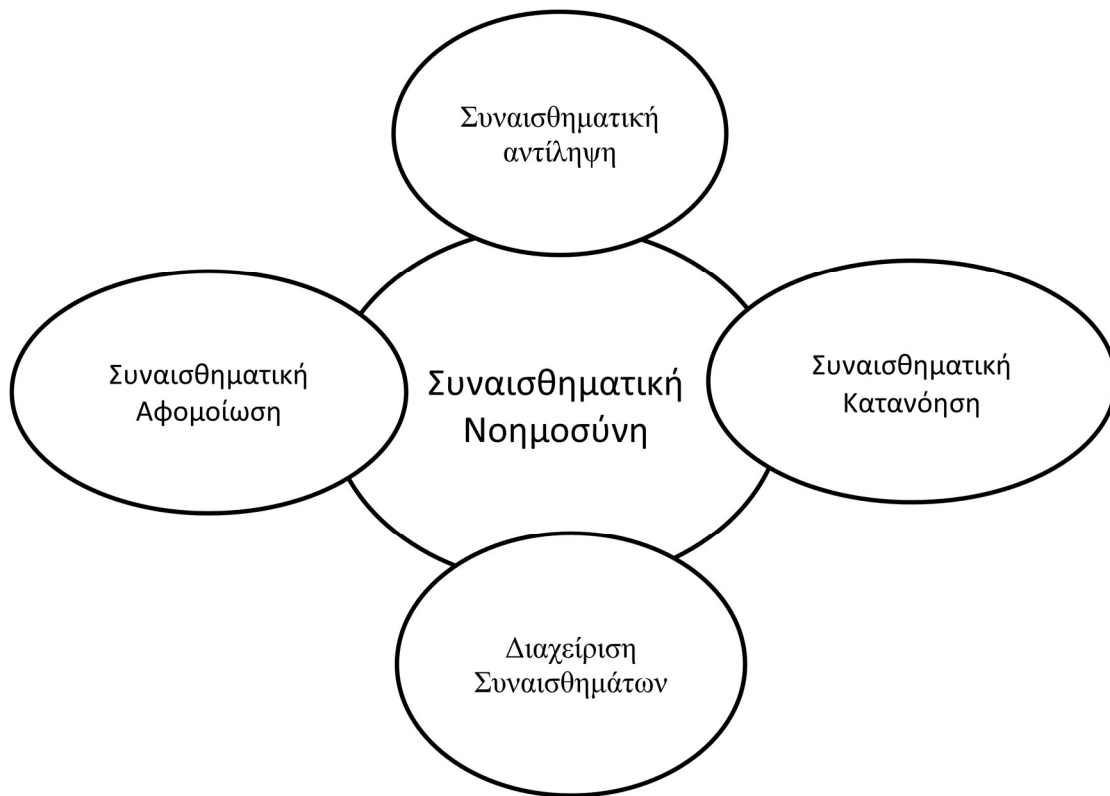 Συναισθηματική
αντίληψη
Συναισθηματική
Αφομοίωση
Συναισθηματική
Νοημοσύνη
Συναισθηματική
Κατανόηση
Διαχείριση
Συναισθημάτων